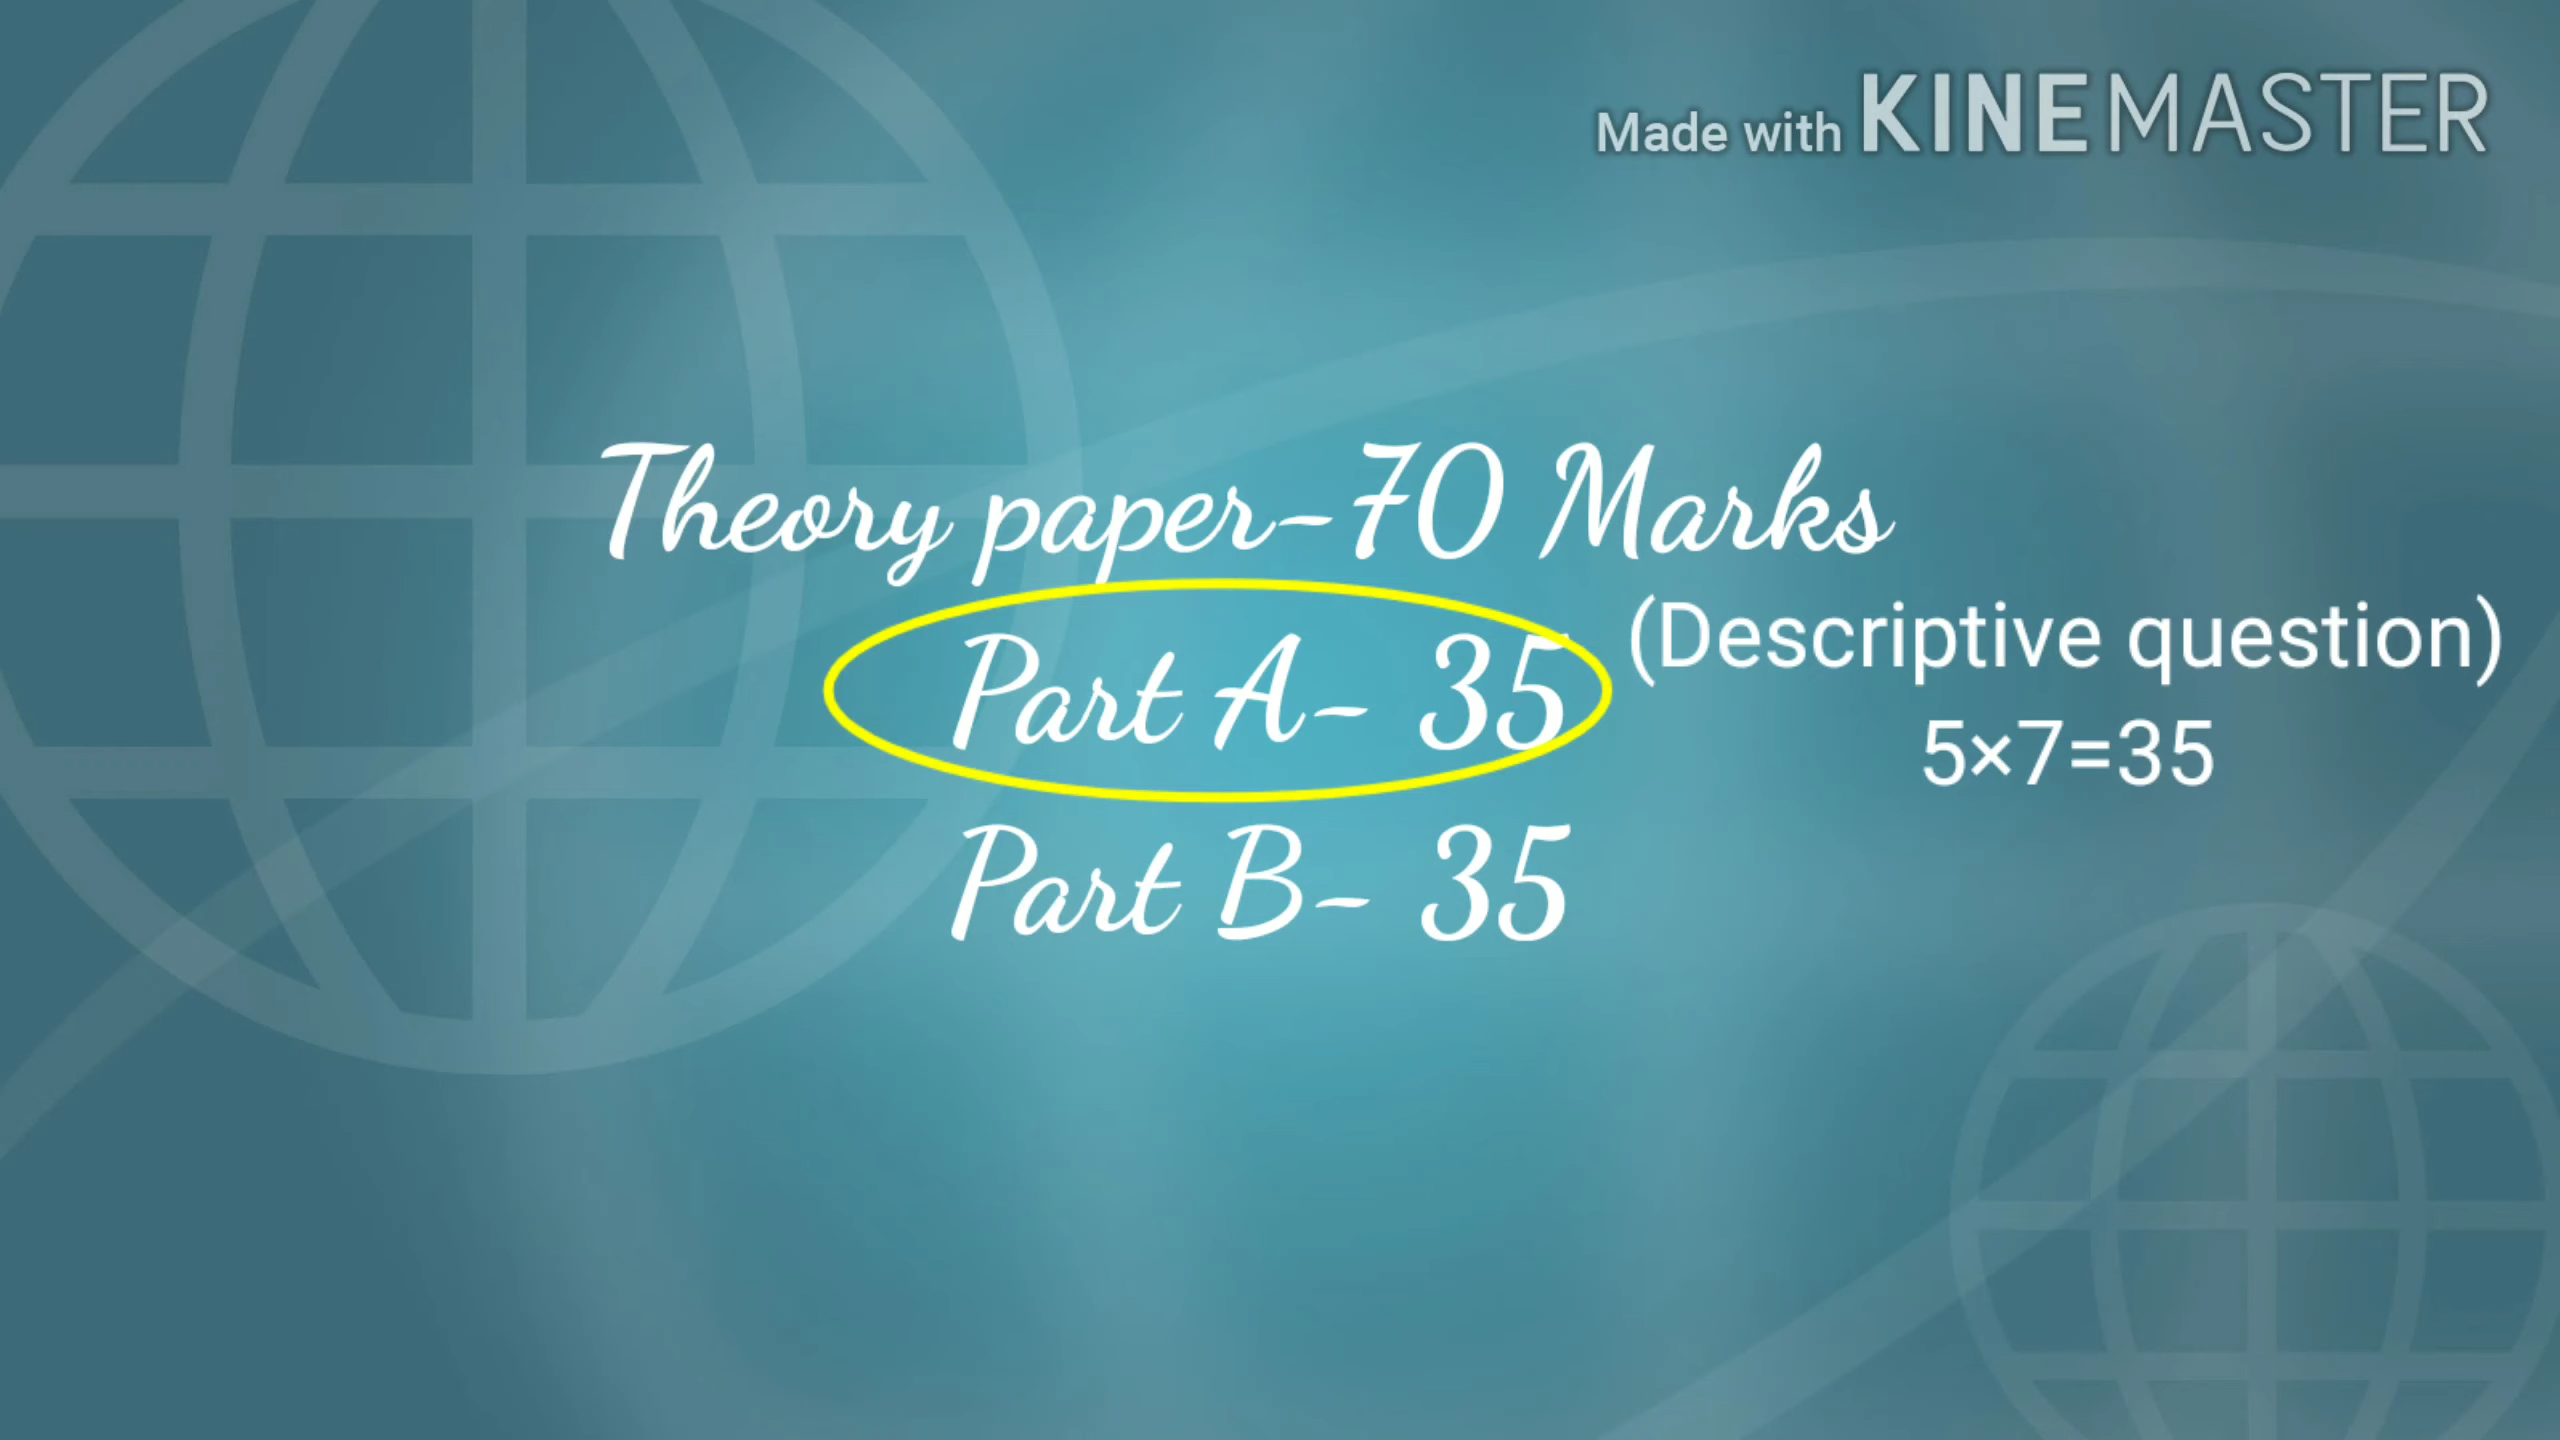 Made with KINEMASTER
Theory paper-70 Marks
Part A- 35
(Descriptive question)
5×7=35
Part B- 35